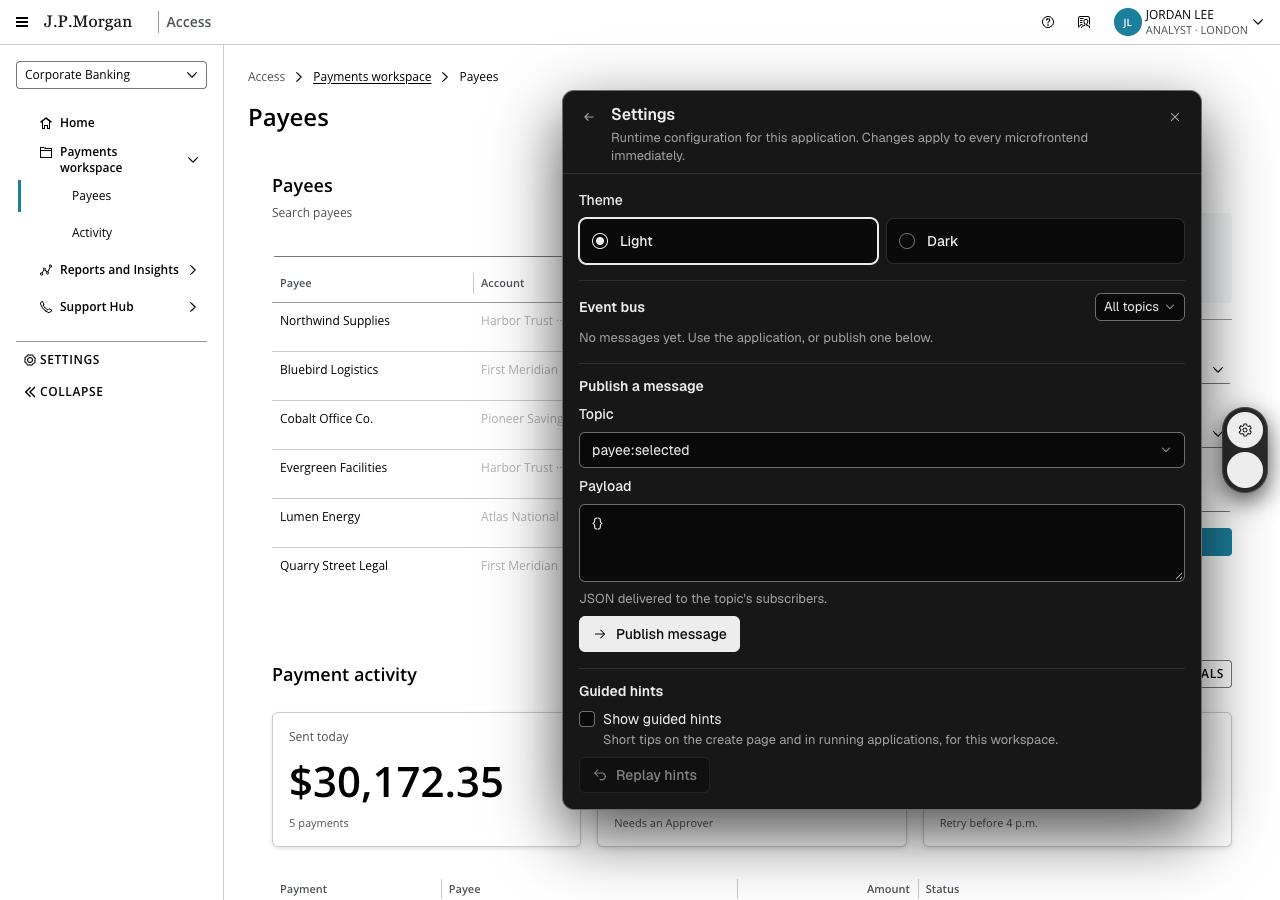 J.P.Morgan
Access
JL
JORDAN LEE
ANALYST · LONDON
Corporate Banking
Home
Payments workspace
Payees
Activity
Reports and Insights
Support Hub
SETTINGS
COLLAPSE
Access
Payments workspace
Payees
Payees
Payees
Search payees
Payee
Account
Northwind Supplies
Harbor Trust
Bluebird Logistics
First Meridian
Cobalt Office Co.
Pioneer Saving
Evergreen Facilities
Harbor Trust
Lumen Energy
Atlas National
Quarry Street Legal
First Meridian
Payment activity
ALS
Sent today
$30,172.35
5 payments
Needs an Approver
Retry before 4 p.m.
Payment
Payee
Amount
Status
Settings
Runtime configuration for this application. Changes apply to every microfrontend
immediately.
Theme
Light
Dark
Event bus
All topics
No messages yet. Use the application, or publish one below.
Publish a message
Topic
payee:selected
Payload
{}
JSON delivered to the topic's subscribers.
Publish message
Guided hints
Show guided hints
Short tips on the create page and in running applications, for this workspace.
Replay hints